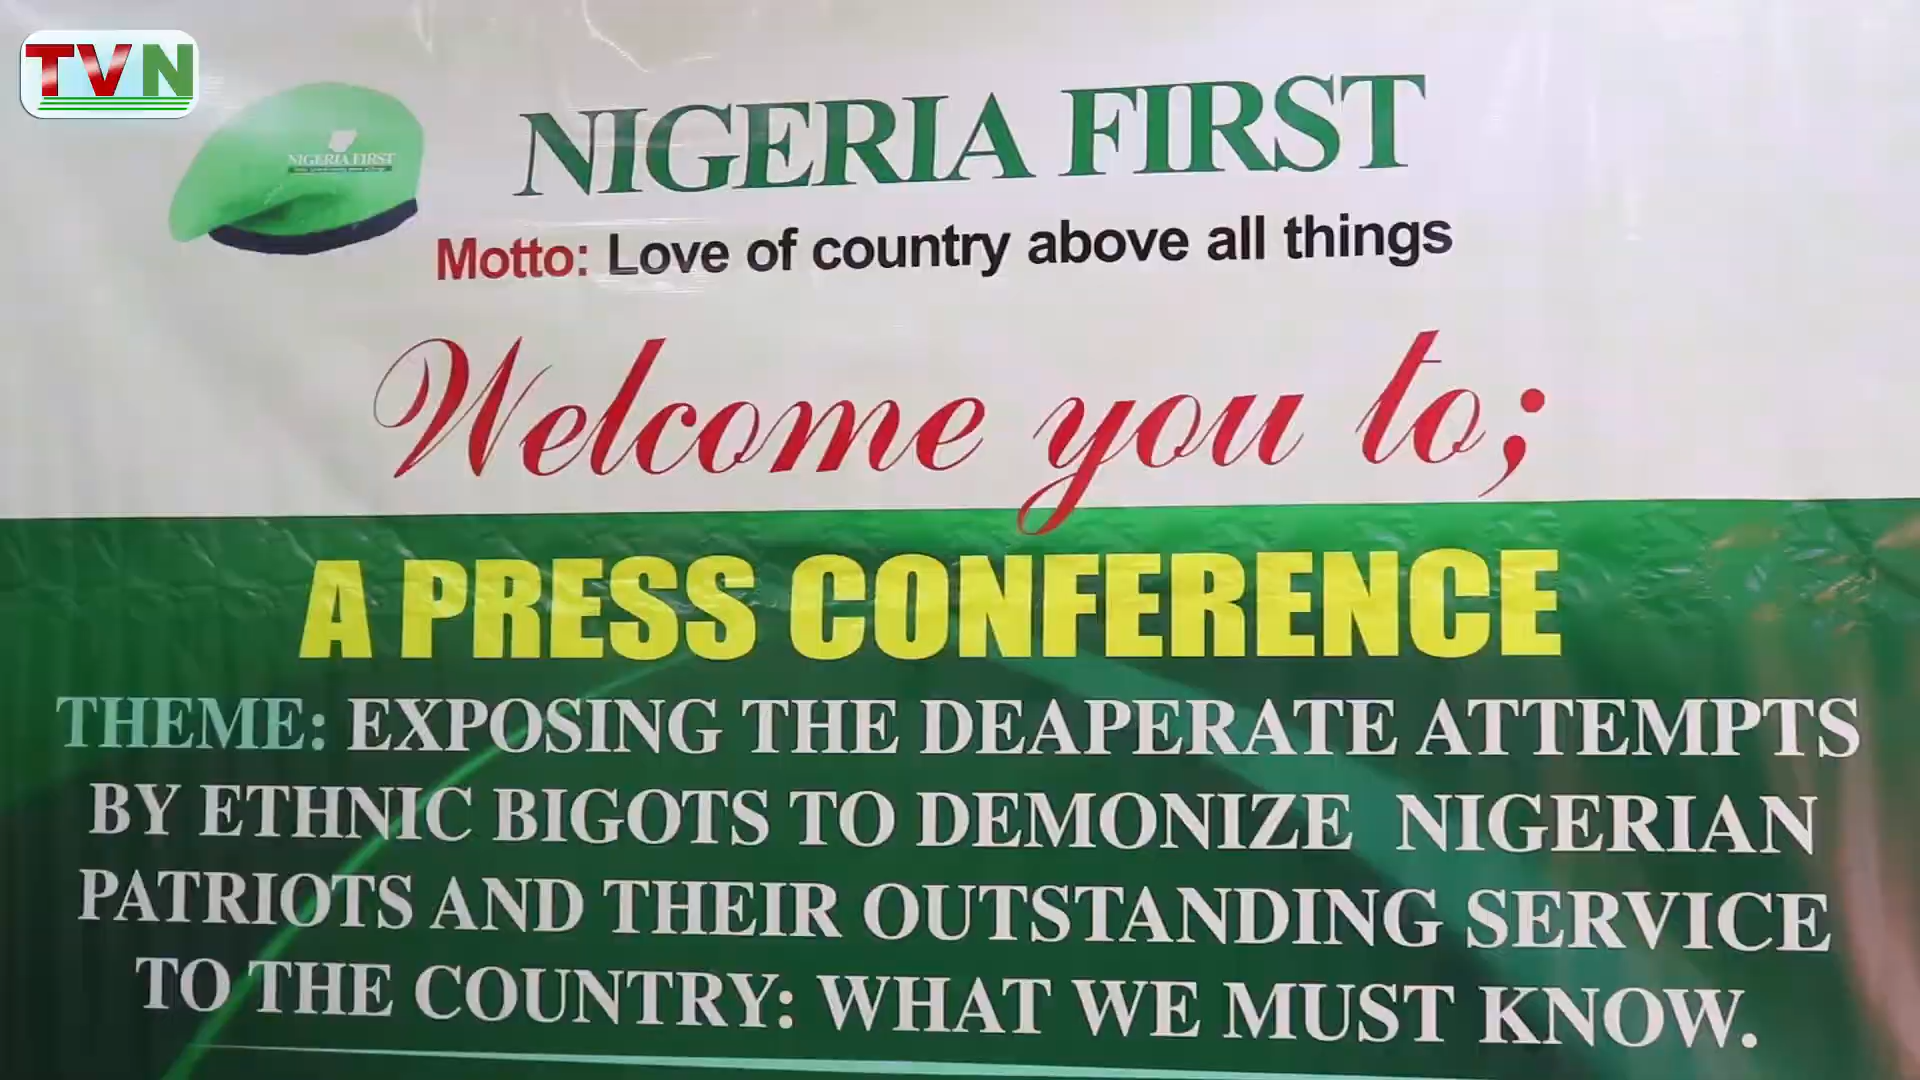 TVN
NIGERIA FIRST
NIGERIA FIRST
Motto: Love of country above all things
Welcome you to;
A PRESS CONFERENCE
THEME: EXPOSING THE DEAPERATE ATTEMPTS
BY ETHNIC BIGOTS TO DEMONIZE NIGERIAN
PATRIOTS AND THEIR OUTSTANDING SERVICE
TO THE COUNTRY: WHAT WE MUST KNOW.